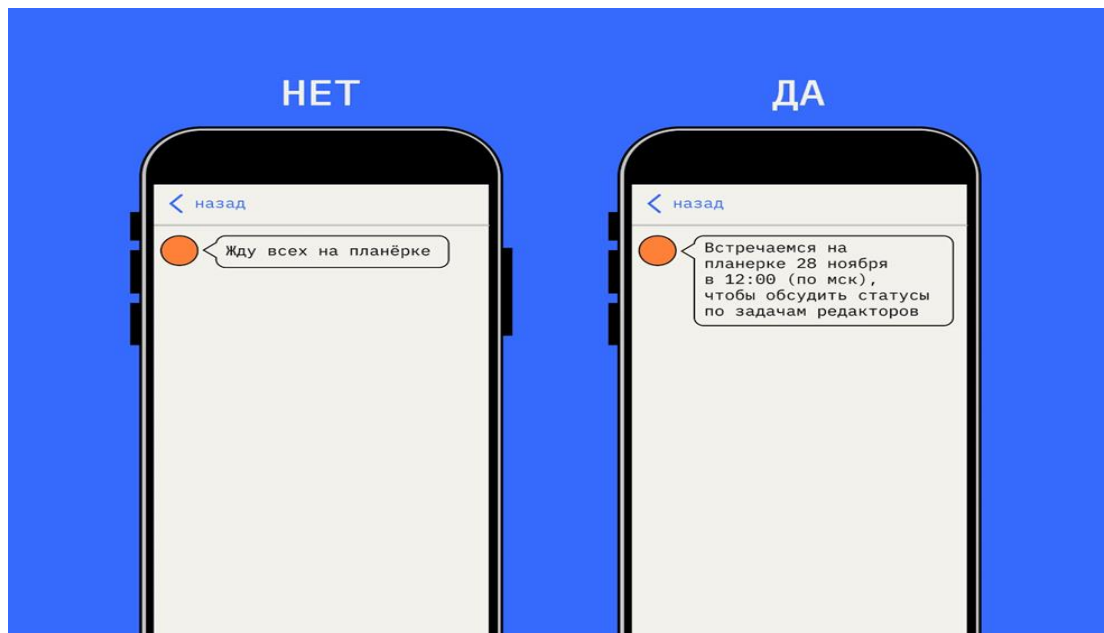 НЕТ
ДА
назад
Жду всех на планёрке
назад
Встречаемся на
планерке 28 ноября
в 12:00 (по мск),
чтобы обсудить статусы
по задачам редакторов